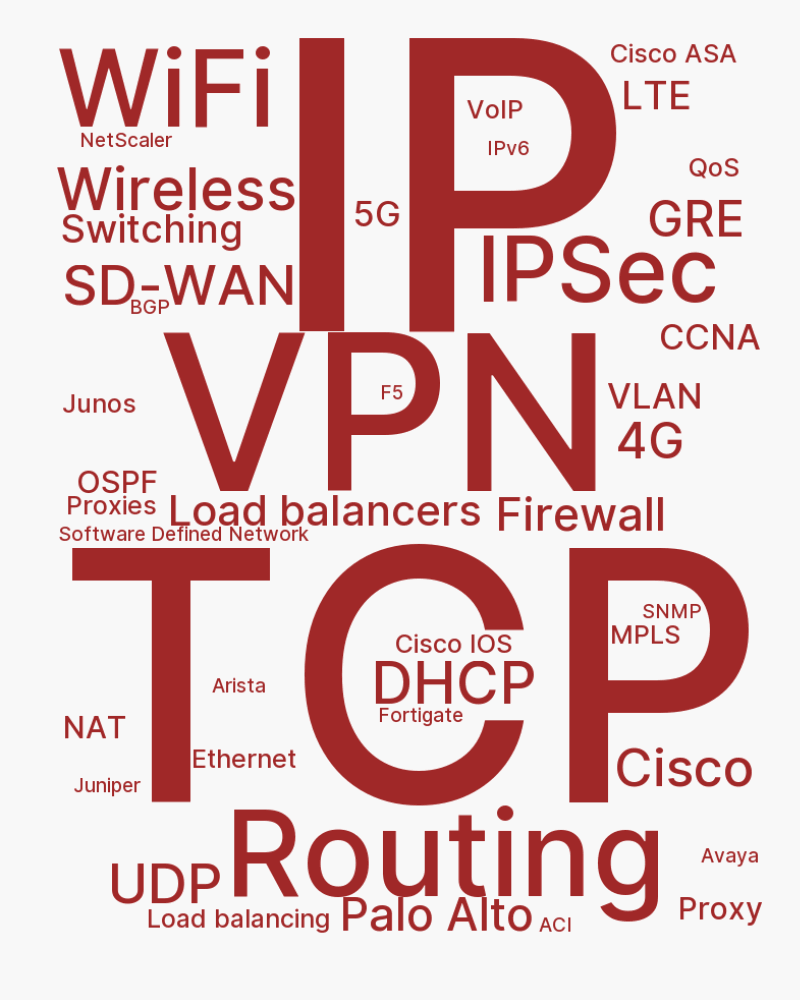 WiFi
IP
Cisco ASA
LTE
VoIP
NetScaler
IPv6
QoS
Wireless
5G
GRE
Switching
IPSec
SD-WAN
BGP
CCNA
VPN
F5
Junos
VLAN
4G
OSPF
Proxies
Load balancers
Firewall
Software Defined Network
TCP
SNMP
MPLS
Cisco IOS
DHCP
Arista
Fortigate
NAT
Ethernet
Cisco
Juniper
Routing
Avaya
UDP
Proxy
Load balancing
Palo Alto
ACI